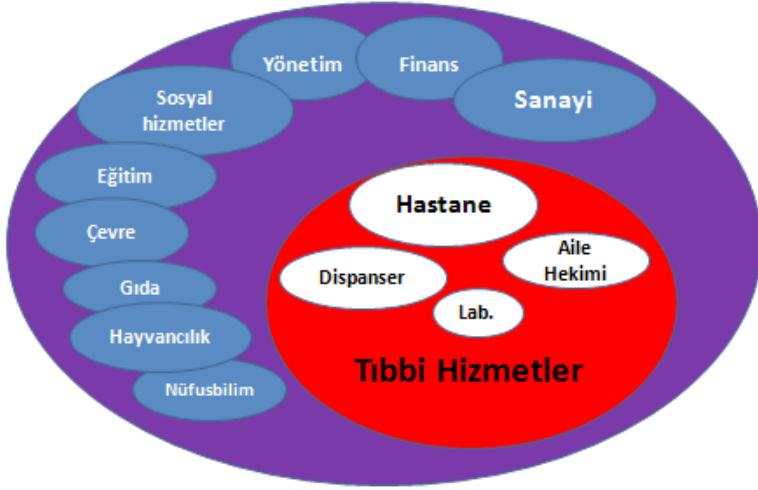 Yönetim
Finans
Sanayi
Sosyal
hizmetler
Eğitim
Çevre
Gıda
Hayvancılık
Nüfusbilim
Hastane
Aile
Hekimi
Dispanser
Lab.
Tıbbi Hizmetler